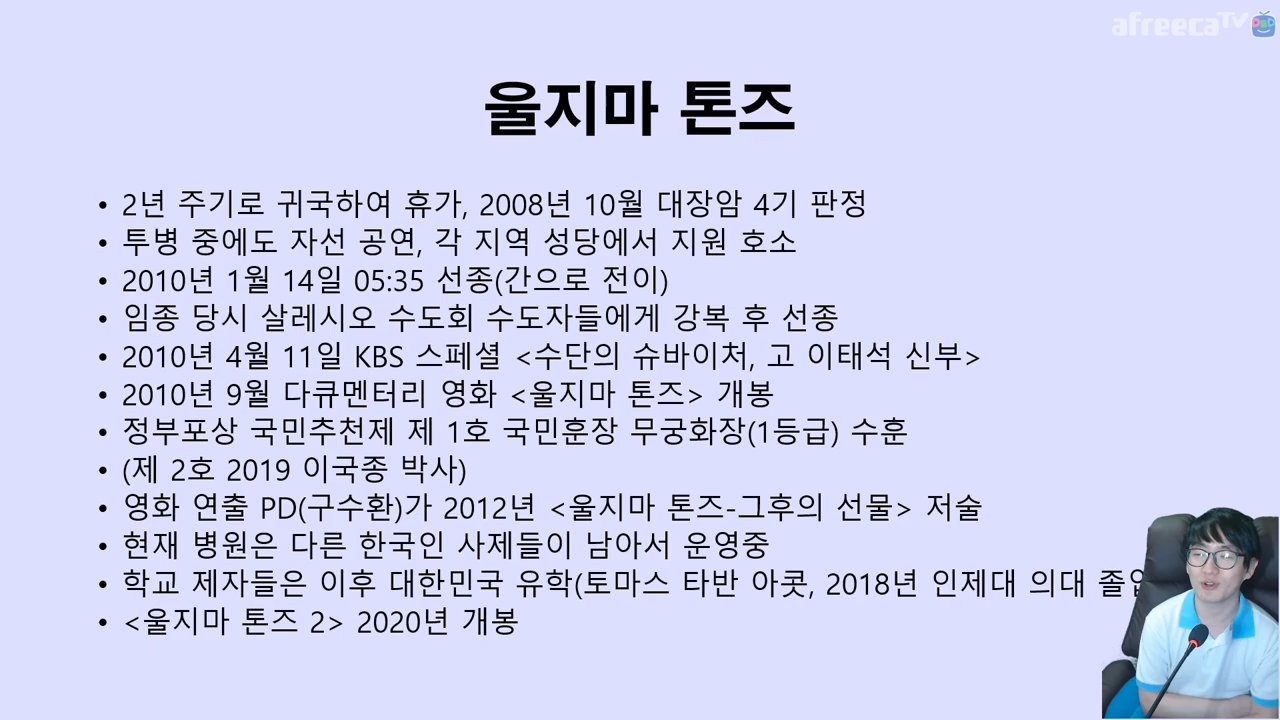 afreecaTV
울지마 톤즈
• 2년 주기로 귀국하여 휴가, 2008년 10월 대장암 4기 판정
• 투병 중에도 자선 공연, 각 지역 성당에서 지원 호소
• 2010년 1월 14일 05:35 선종(간으로 전이)
• 임종 당시 살레시오 수도회 수도자들에게 강복 후 선종
• 2010년 4월 11일 KBS 스페셜 <수단의 슈바이처, 고 이태석 신부>
• 2010년 9월 다큐멘터리 영화 <울지마 톤즈> 개봉
• 정부포상 국민추천제 제 1호 국민훈장 무궁화장(1등급) 수훈
• (제 2호 2019 이국종 박사)
• 영화 연출 PD(구수환)가 2012년 <울지마 톤즈-그후의 선물> 저술
• 현재 병원은 다른 한국인 사제들이 남아서 운영중
• 학교 제자들은 이후 대한민국 유학(토마스 타반 아콧, 2018년 인제대 의대
• <울지마 톤즈 2> 2020년 개봉